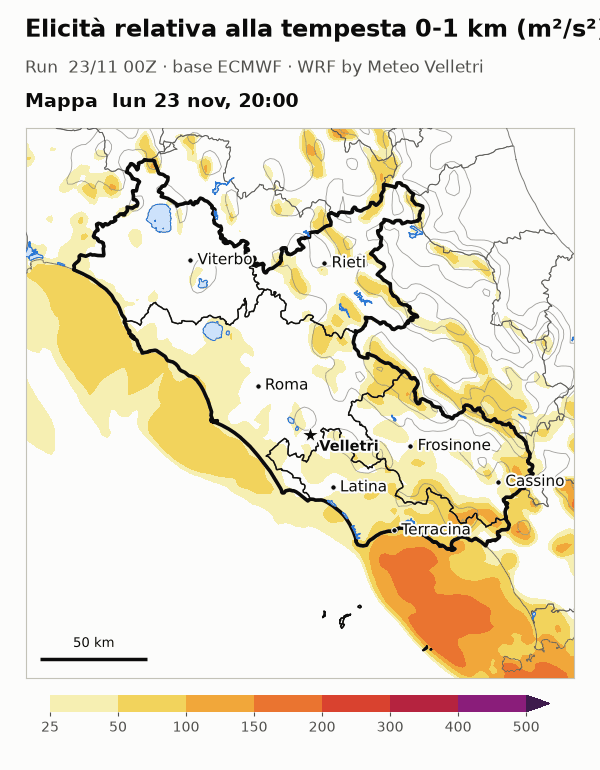 Elicità relativa alla tempesta 0-1 km (m²/s²)
Run  23/11 00Z · base ECMWF · WRF by Meteo Velletri
Mappa  lun 23 nov, 20:00
Viterbo
Rieti
Roma
Velletri
Frosinone
Cassino
Latina
Terracina
50 km
25 50 100 150 200 300 400 500